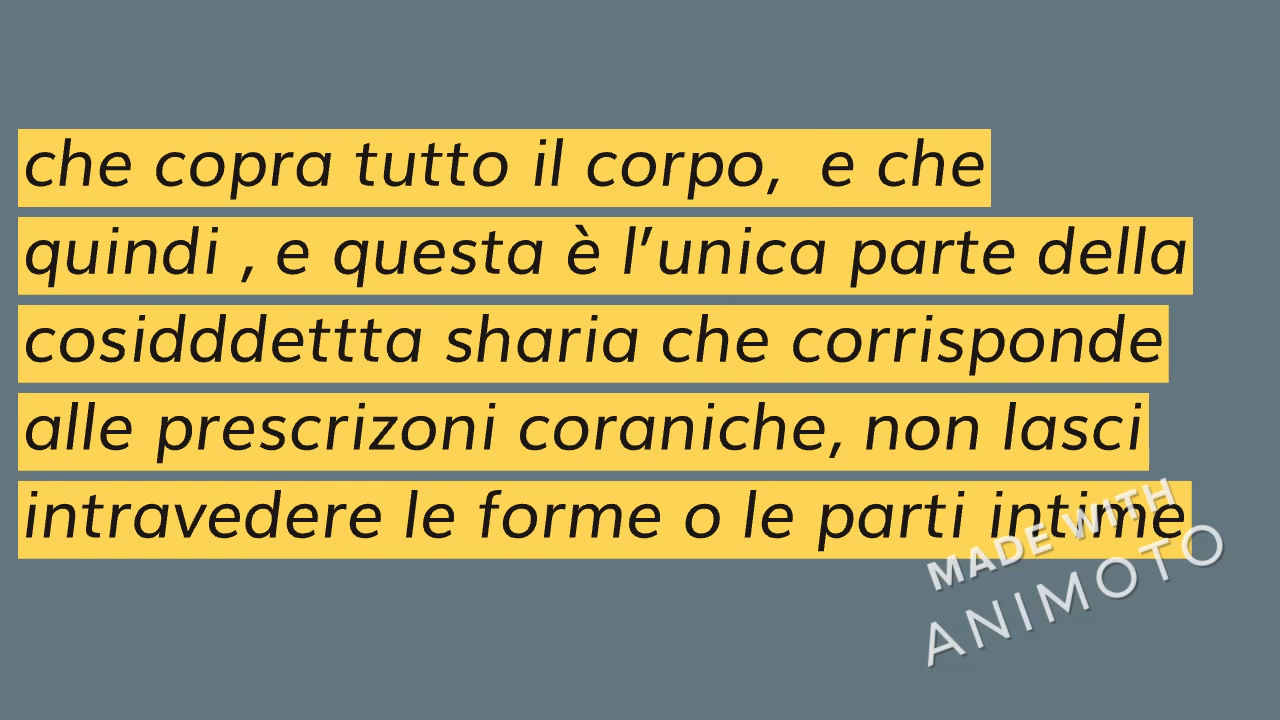 che copra tutto il corpo,  e che
quindi , e questa è l’unica parte della
cosidddettta sharia che corrisponde
alle prescrizoni coraniche, non lasci
intravedere le forme o le parti intime
MADE WITH
ANIMOTO